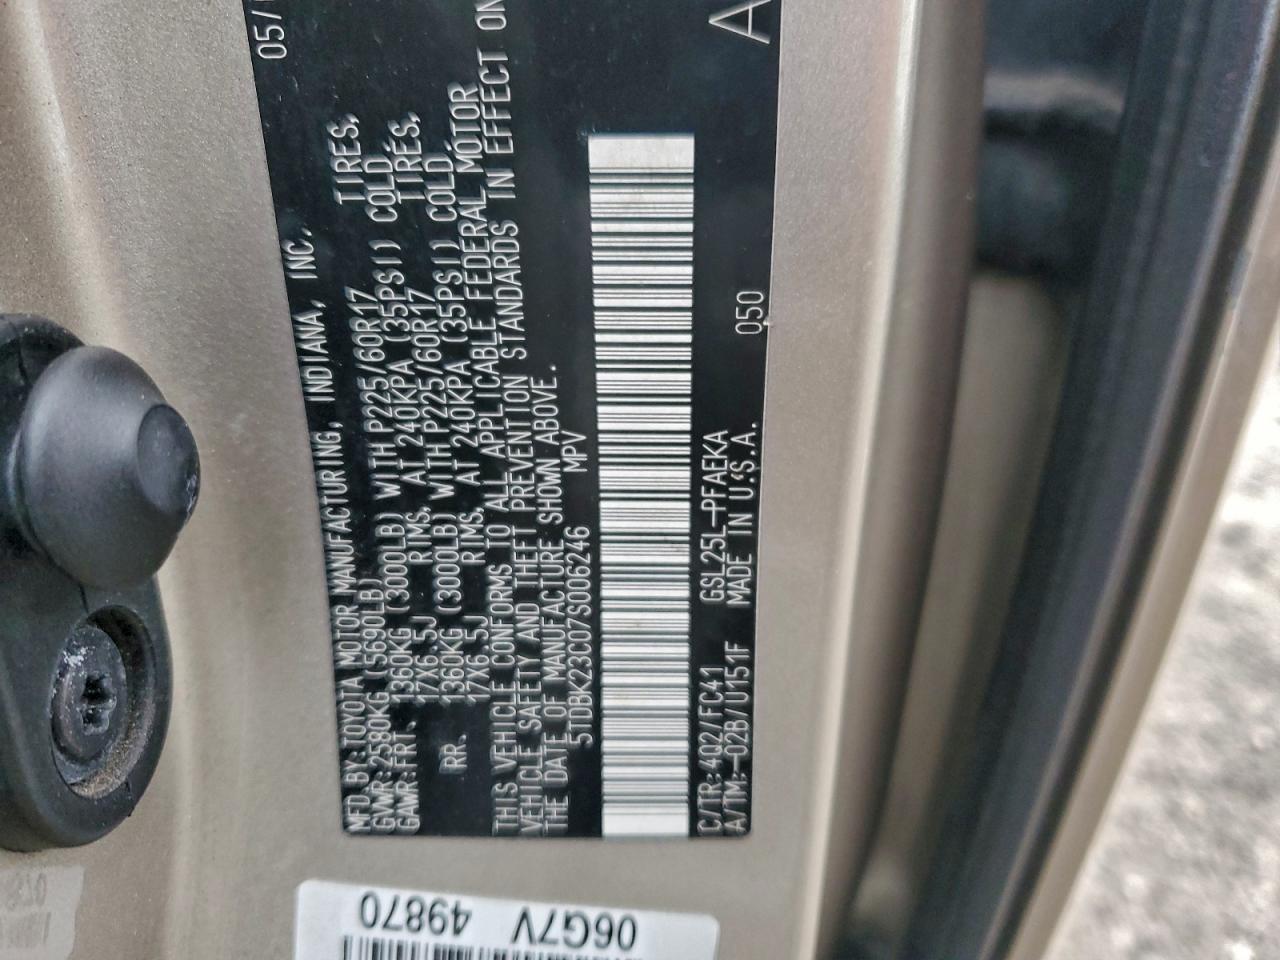 MFD.BY:TOYOTA MOTOR MANUFACTURING, INDIANA, INC. 05/
GVWR:2580KG (5690LB)
GAWR:FRT. 1360KG (3000LB) WITH P225/60R17 TIRES,
17X6.5J RIMS, AT 240KPA (35PSI) COLD.
RR. 1360KG (3000LB) WITH P225/60R17 TIRES,
17X6.5J RIMS, AT 240KPA (35PSI) COLD.
THIS VEHICLE CONFORMS TO ALL APPLICABLE FEDERAL MOTOR
VEHICLE SAFETY AND THEFT PREVENTION STANDARDS IN EFFECT ON
THE DATE OF MANUFACTURE SHOWN ABOVE.
5TDBK23C07S006246 MPV
C/TR:4Q2/FC41 GSL25L-PFAEKA
A/TM:-02B/U151F MADE IN U.S.A. 050
A
06G7V 49870